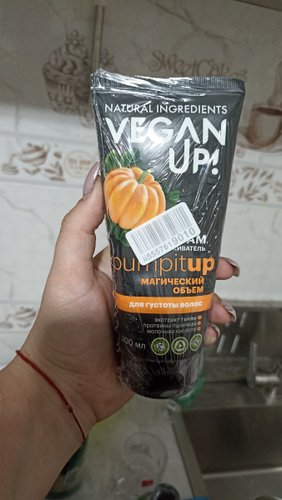 NATURAL INGREDIENTS
VEGAN
UP!
pumpitup
МАГИЧЕСКИЙ
ОБЪЕМ
для густоты волос
экстракт тыквы
протеины пшеницы
молочная кислота
200 мл